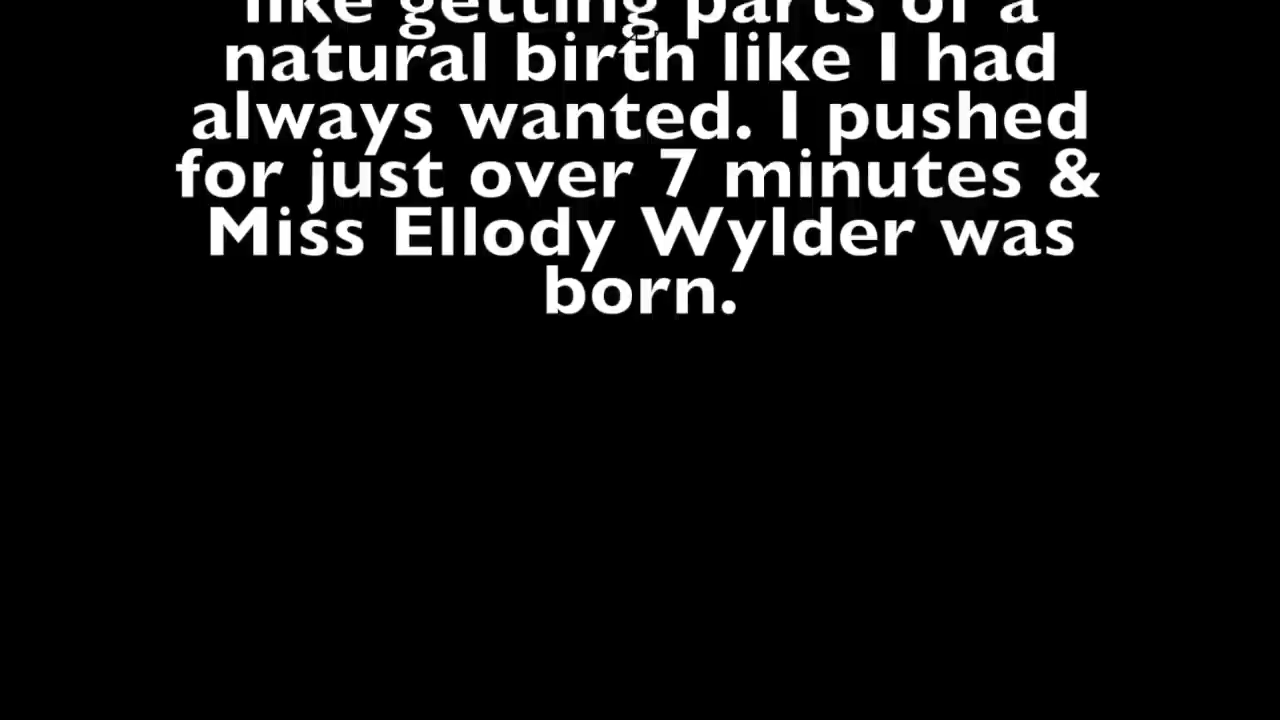 like getting parts of a
natural birth like I had
always wanted. I pushed
for just over 7 minutes &
Miss Ellody Wylder was
born.